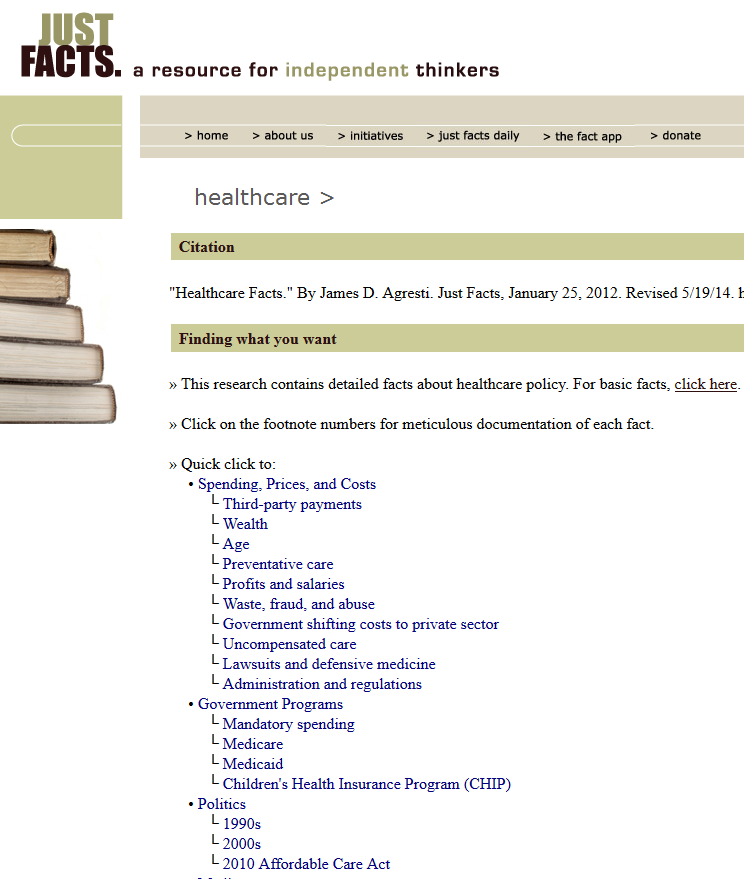 JUST
FACTS. a resource for independent thinkers
> home > about us > initiatives > just facts daily > the fact app > donate
healthcare >
Citation
"Healthcare Facts." By James D. Agresti. Just Facts, January 25, 2012. Revised 5/19/14. h
Finding what you want
» This research contains detailed facts about healthcare policy. For basic facts, click here.
» Click on the footnote numbers for meticulous documentation of each fact.
» Quick click to:
• Spending, Prices, and Costs
└ Third-party payments
└ Wealth
└ Age
└ Preventative care
└ Profits and salaries
└ Waste, fraud, and abuse
└ Government shifting costs to private sector
└ Uncompensated care
└ Lawsuits and defensive medicine
└ Administration and regulations
• Government Programs
└ Mandatory spending
└ Medicare
└ Medicaid
└ Children's Health Insurance Program (CHIP)
• Politics
└ 1990s
└ 2000s
└ 2010 Affordable Care Act